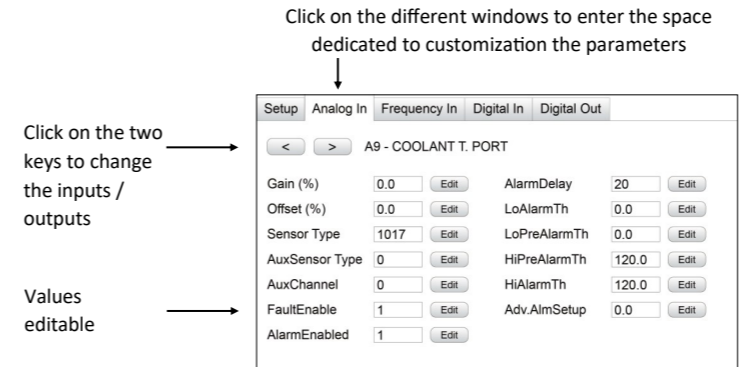 Click on the different windows to enter the space
dedicated to customization the parameters
Setup Analog In Frequency In Digital In Digital Out
Click on the two
keys to change
the inputs /
outputs
< > A9 - COOLANT T. PORT
Gain (%) 0.0 Edit AlarmDelay 20 Edit
Offset (%) 0.0 Edit LoAlarmTh 0.0 Edit
Sensor Type 1017 Edit LoPreAlarmTh 0.0 Edit
AuxSensor Type 0 Edit HiPreAlarmTh 120.0 Edit
AuxChannel 0 Edit HiAlarmTh 120.0 Edit
Values
editable
FaultEnable 1 Edit Adv.AlmSetup 0.0 Edit
AlarmEnabled 1 Edit